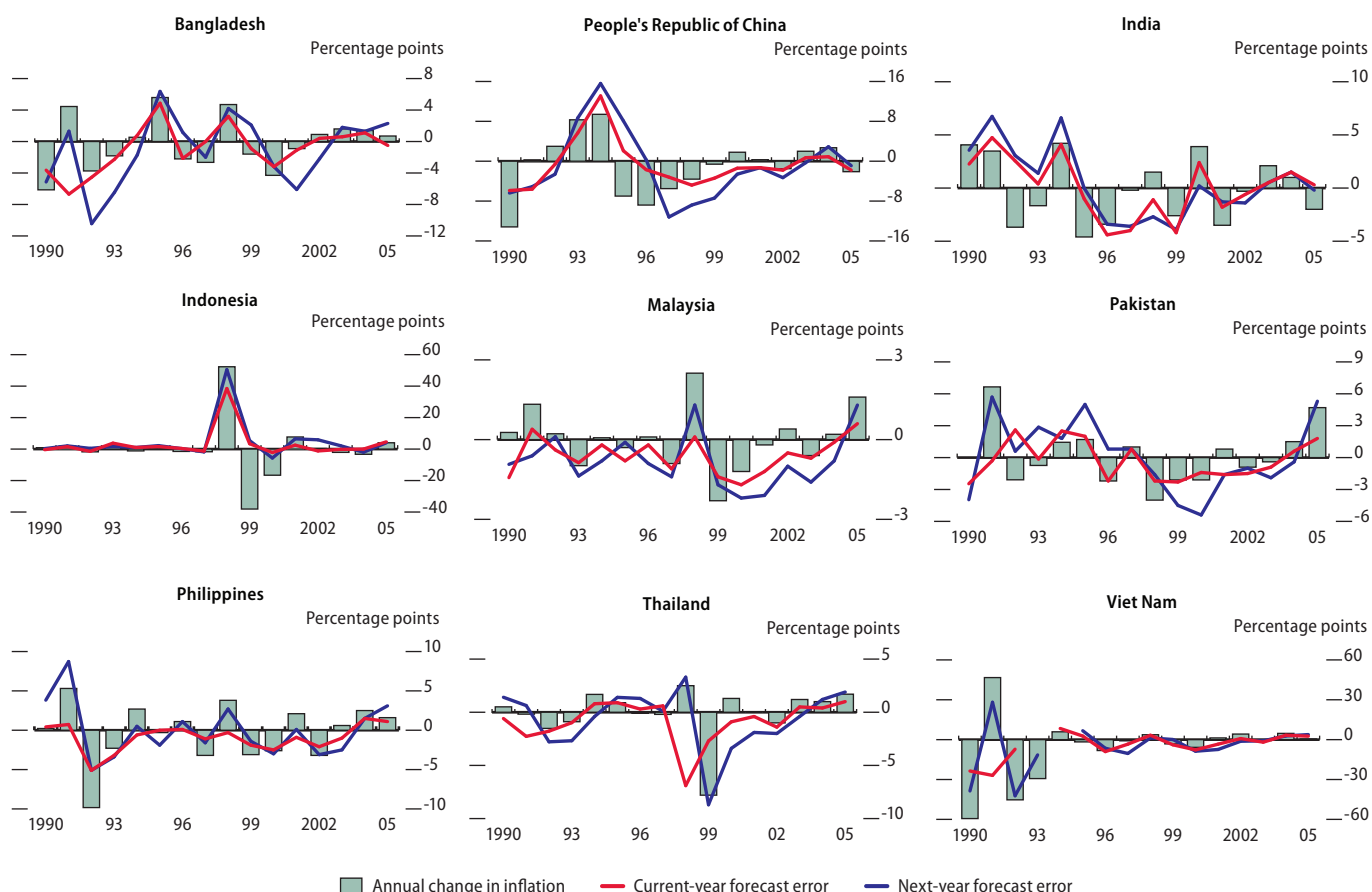 Bangladesh
Percentage points
8
4
0
-4
-8
-12
1990 93 96 99 2002 05
People's Republic of China
Percentage points
16
8
0
-8
-16
1990 93 96 99 2002 05
India
Percentage points
10
5
0
-5
1990 93 96 99 2002 05
Indonesia
Percentage points
60
40
20
0
-20
-40
1990 93 96 99 2002 05
Malaysia
Percentage points
3
0
-3
1990 93 96 99 2002 05
Pakistan
Percentage points
9
6
3
0
-3
-6
1990 93 96 99 2002 05
Philippines
Percentage points
10
5
0
-5
-10
1990 93 96 99 2002 05
Thailand
Percentage points
5
0
-5
-10
1990 93 96 99 02 05
Viet Nam
Percentage points
60
30
0
-30
-60
1990 93 96 99 2002 05
Annual change in inflation Current-year forecast error Next-year forecast error